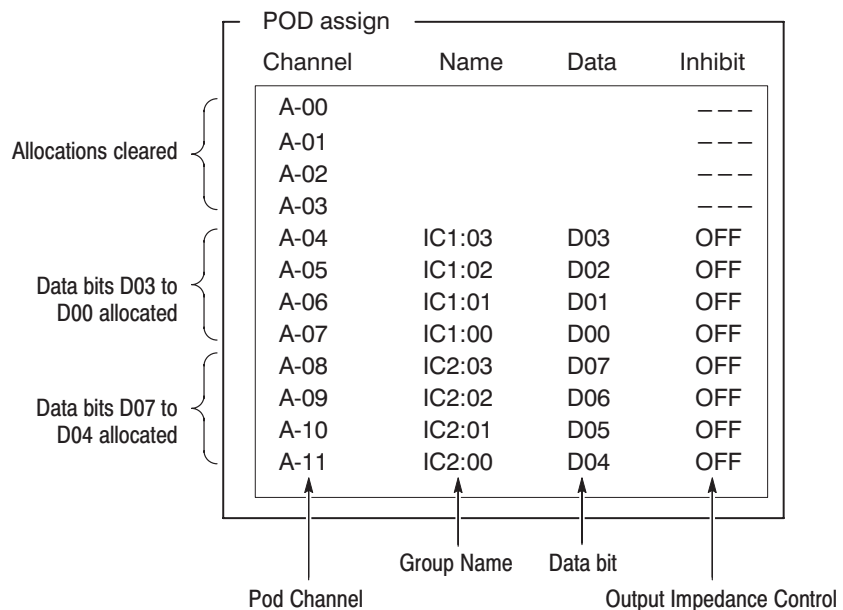 POD assign
Channel Name Data Inhibit
A-00 – – –
A-01 – – –
A-02 – – –
A-03 – – –
A-04 IC1:03 D03 OFF
A-05 IC1:02 D02 OFF
A-06 IC1:01 D01 OFF
A-07 IC1:00 D00 OFF
A-08 IC2:03 D07 OFF
A-09 IC2:02 D06 OFF
A-10 IC2:01 D05 OFF
A-11 IC2:00 D04 OFF
Allocations cleared
Data bits D03 to
D00 allocated
Data bits D07 to
D04 allocated
Group Name
Data bit
Pod Channel
Output Impedance Control